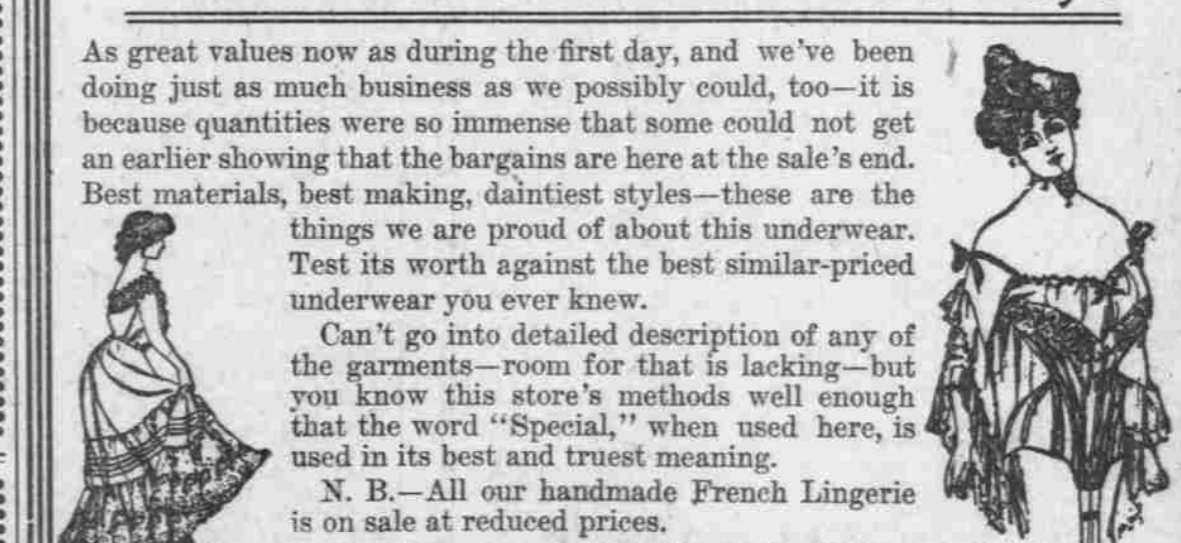 As great values now as during the first day, and we've been
doing just as much business as we possibly could, too—it is
because quantities were so immense that some could not get
an earlier showing that the bargains are here at the sale's end.
Best materials, best making, daintiest styles—these are the
things we are proud of about this underwear.
Test its worth against the best similar-priced
underwear you ever knew.
Can't go into detailed description of any of
the garments—room for that is lacking—but
you know this store's methods well enough
that the word "Special," when used here, is
used in its best and truest meaning.
N. B.—All our handmade French Lingerie
is on sale at reduced prices.